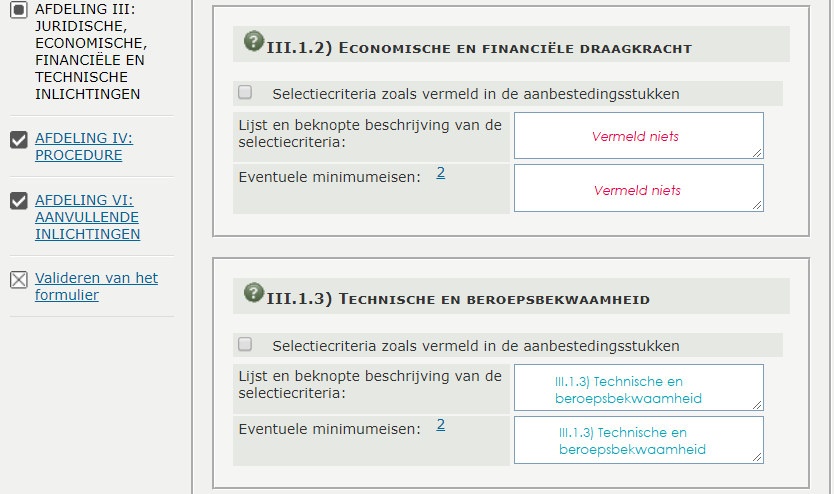 AFDELING III:
JURIDISCHE,
ECONOMISCHE,
FINANCIËLE EN
TECHNISCHE
INLICHTINGEN
AFDELING IV:
PROCEDURE
AFDELING VI:
AANVULLENDE
INLICHTINGEN
Valideren van het
formulier
III.1.2) Economische en financiële draagkracht
Selectiecriteria zoals vermeld in de aanbestedingsstukken
Lijst en beknopte beschrijving van de
selectiecriteria:
Vermeld niets
Eventuele minimumeisen: 2
Vermeld niets
III.1.3) Technische en beroepsbekwaamheid
Selectiecriteria zoals vermeld in de aanbestedingsstukken
Lijst en beknopte beschrijving van de
selectiecriteria:
III.1.3) Technische en
beroepsbekwaamheid
Eventuele minimumeisen: 2
III.1.3) Technische en
beroepsbekwaamheid